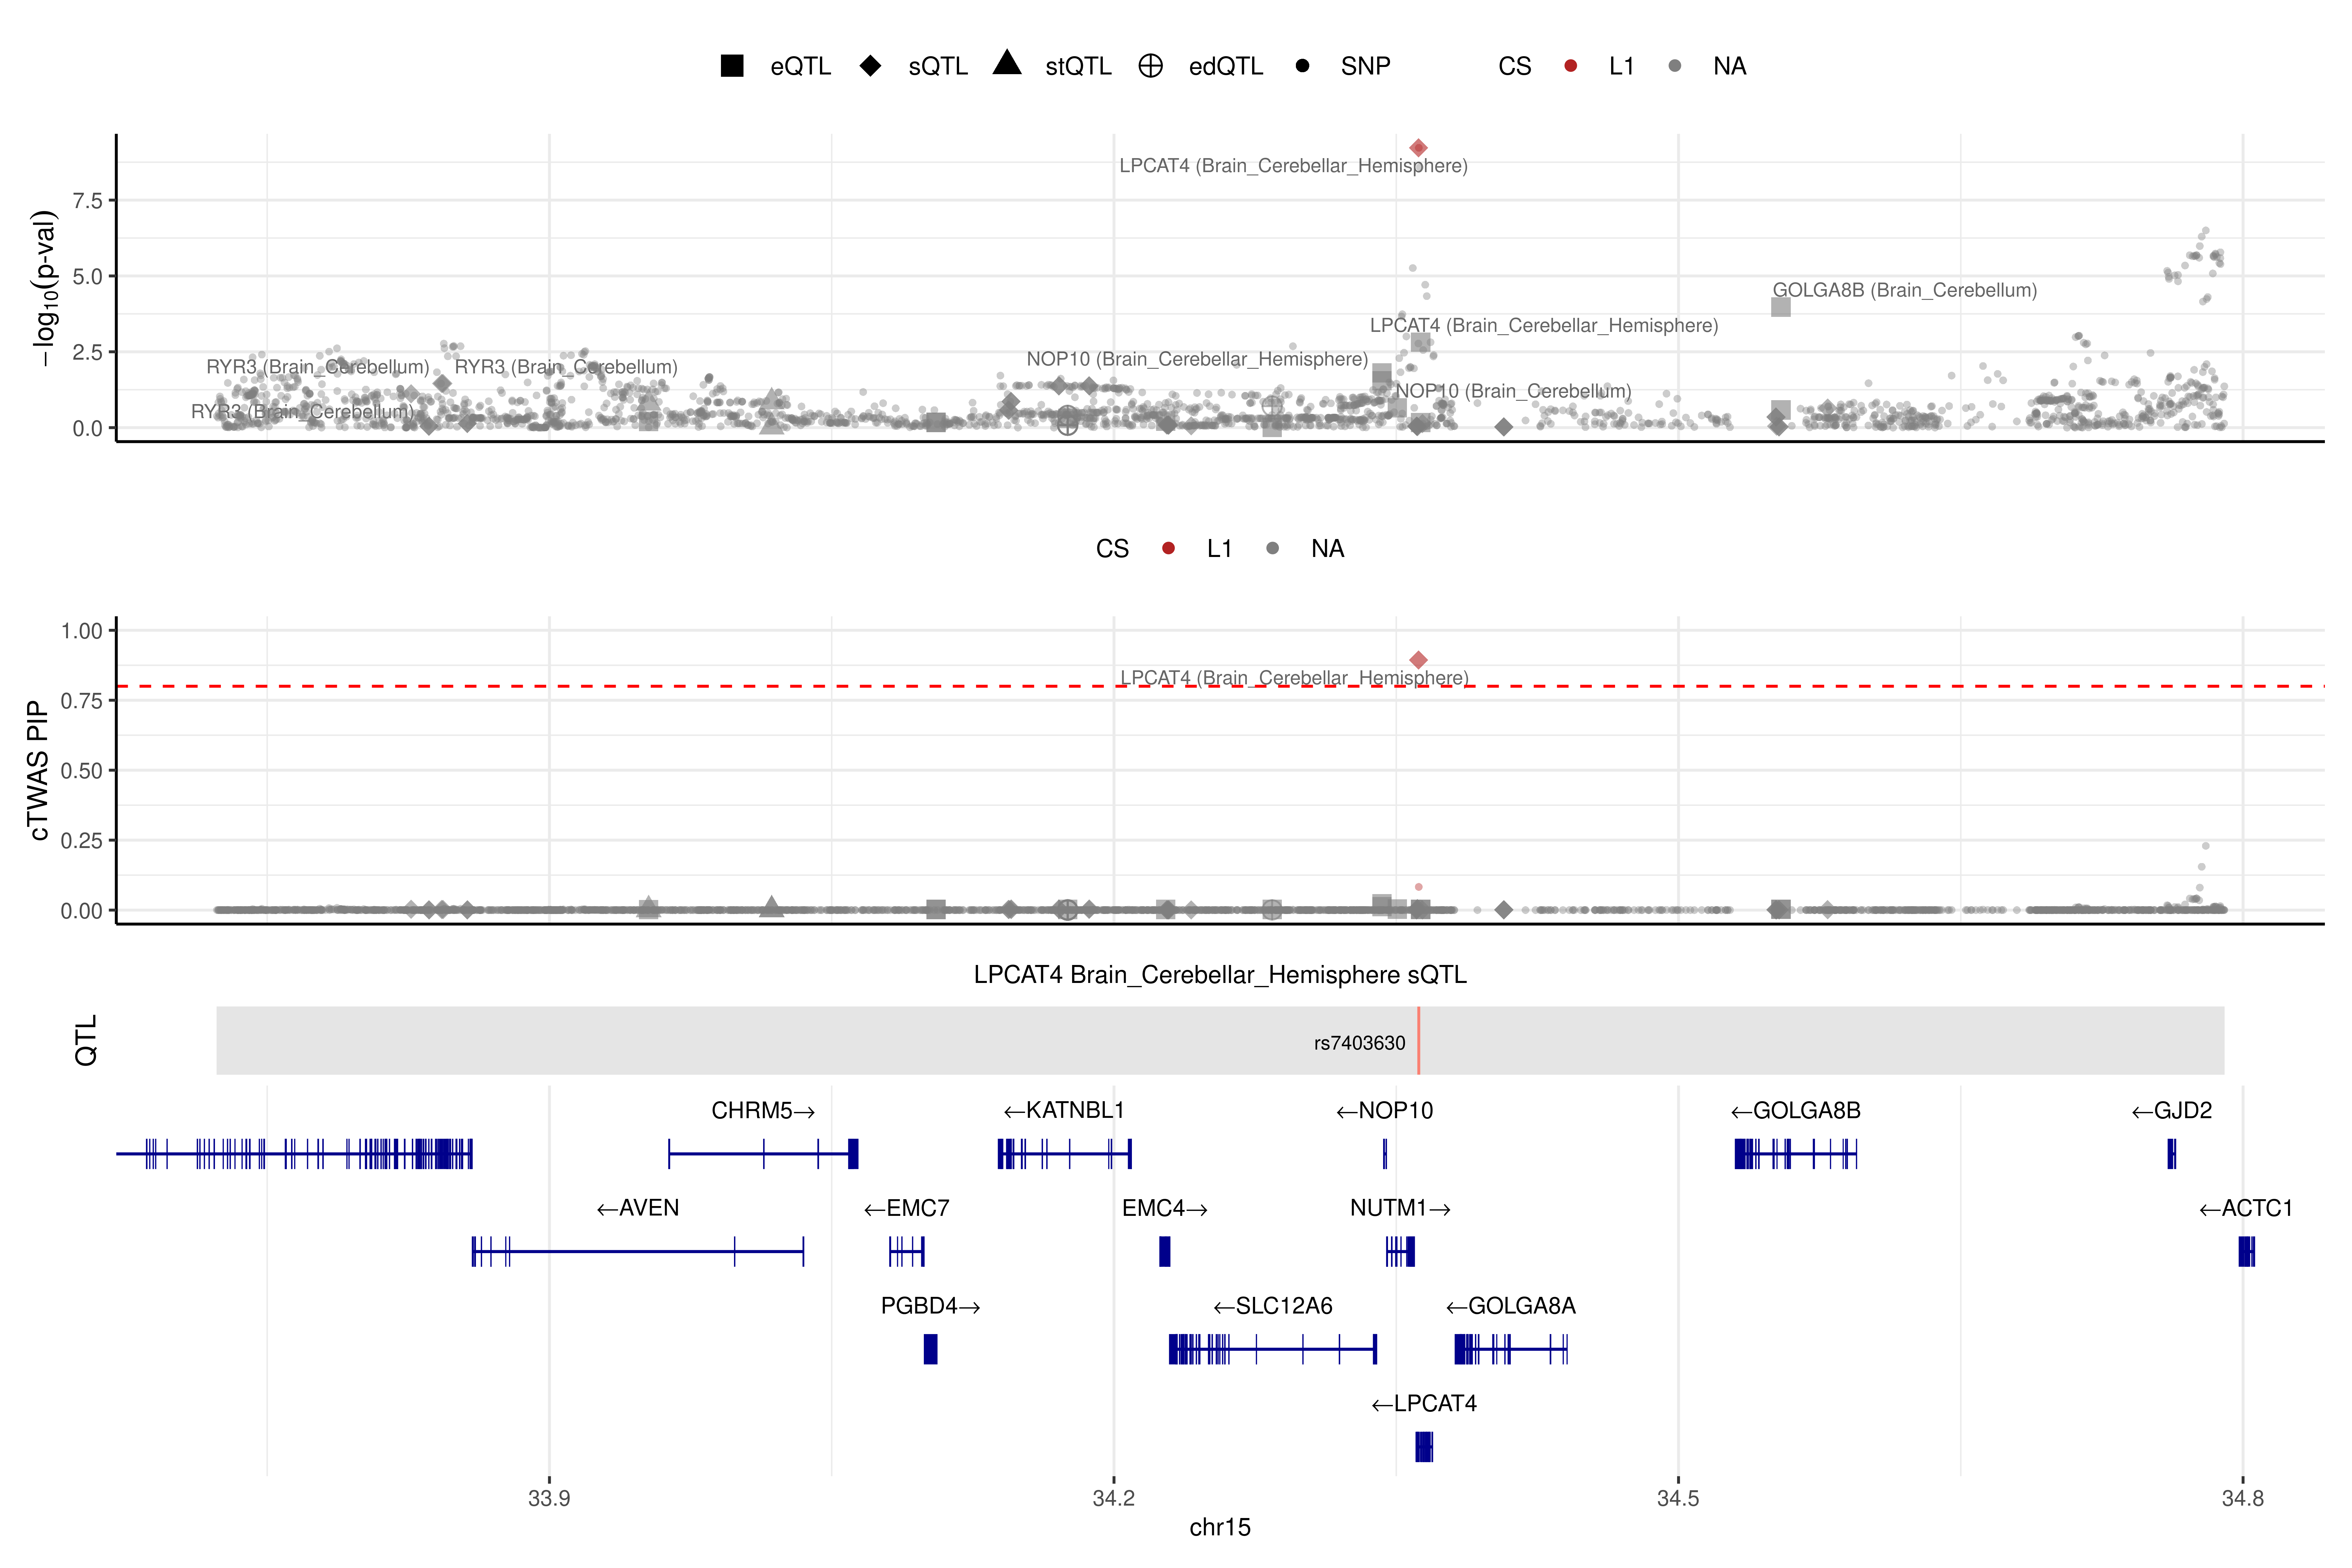 eQTL sQTL stQTL edQTL SNP CS L1 NA
LPCAT4 (Brain_Cerebellar_Hemisphere)
GOLGA8B (Brain_Cerebellum)
LPCAT4 (Brain_Cerebellar_Hemisphere)
NOP10 (Brain_Cerebellar_Hemisphere)
RYR3 (Brain_Cerebellum) RYR3 (Brain_Cerebellum)
NOP10 (Brain_Cerebellum)
RYR3 (Brain_Cerebellum)
7.5
5.0
2.5
0.0
−log10(p-val)
CS L1 NA
LPCAT4 (Brain_Cerebellar_Hemisphere)
1.00
0.75
0.50
0.25
0.00
cTWAS PIP
LPCAT4 Brain_Cerebellar_Hemisphere sQTL
QTL
rs7403630
CHRM5→ ←KATNBL1 ←NOP10 ←GOLGA8B ←GJD2
←AVEN ←EMC7 EMC4→ NUTM1→ ←ACTC1
PGBD4→ ←SLC12A6 ←GOLGA8A
←LPCAT4
33.9 34.2 34.5 34.8
chr15